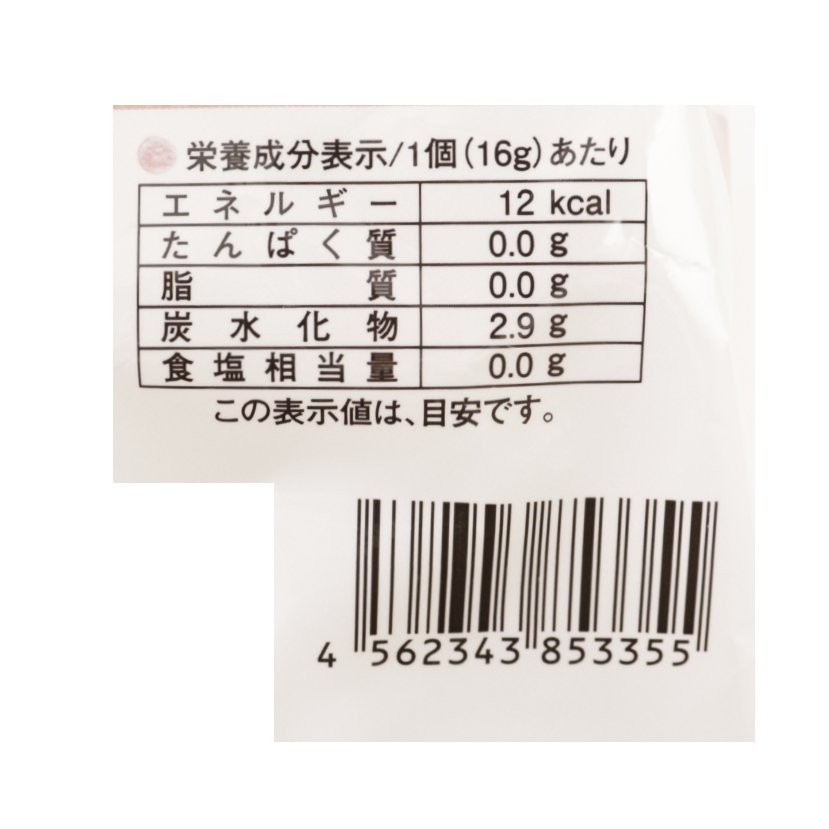 栄養成分表示/1個(16g)あたり
エネルギー 12 kcal
たんぱく質 0.0 g
脂質 0.0 g
炭水化物 2.9 g
食塩相当量 0.0 g
この表示値は、目安です。
4 562343 853355